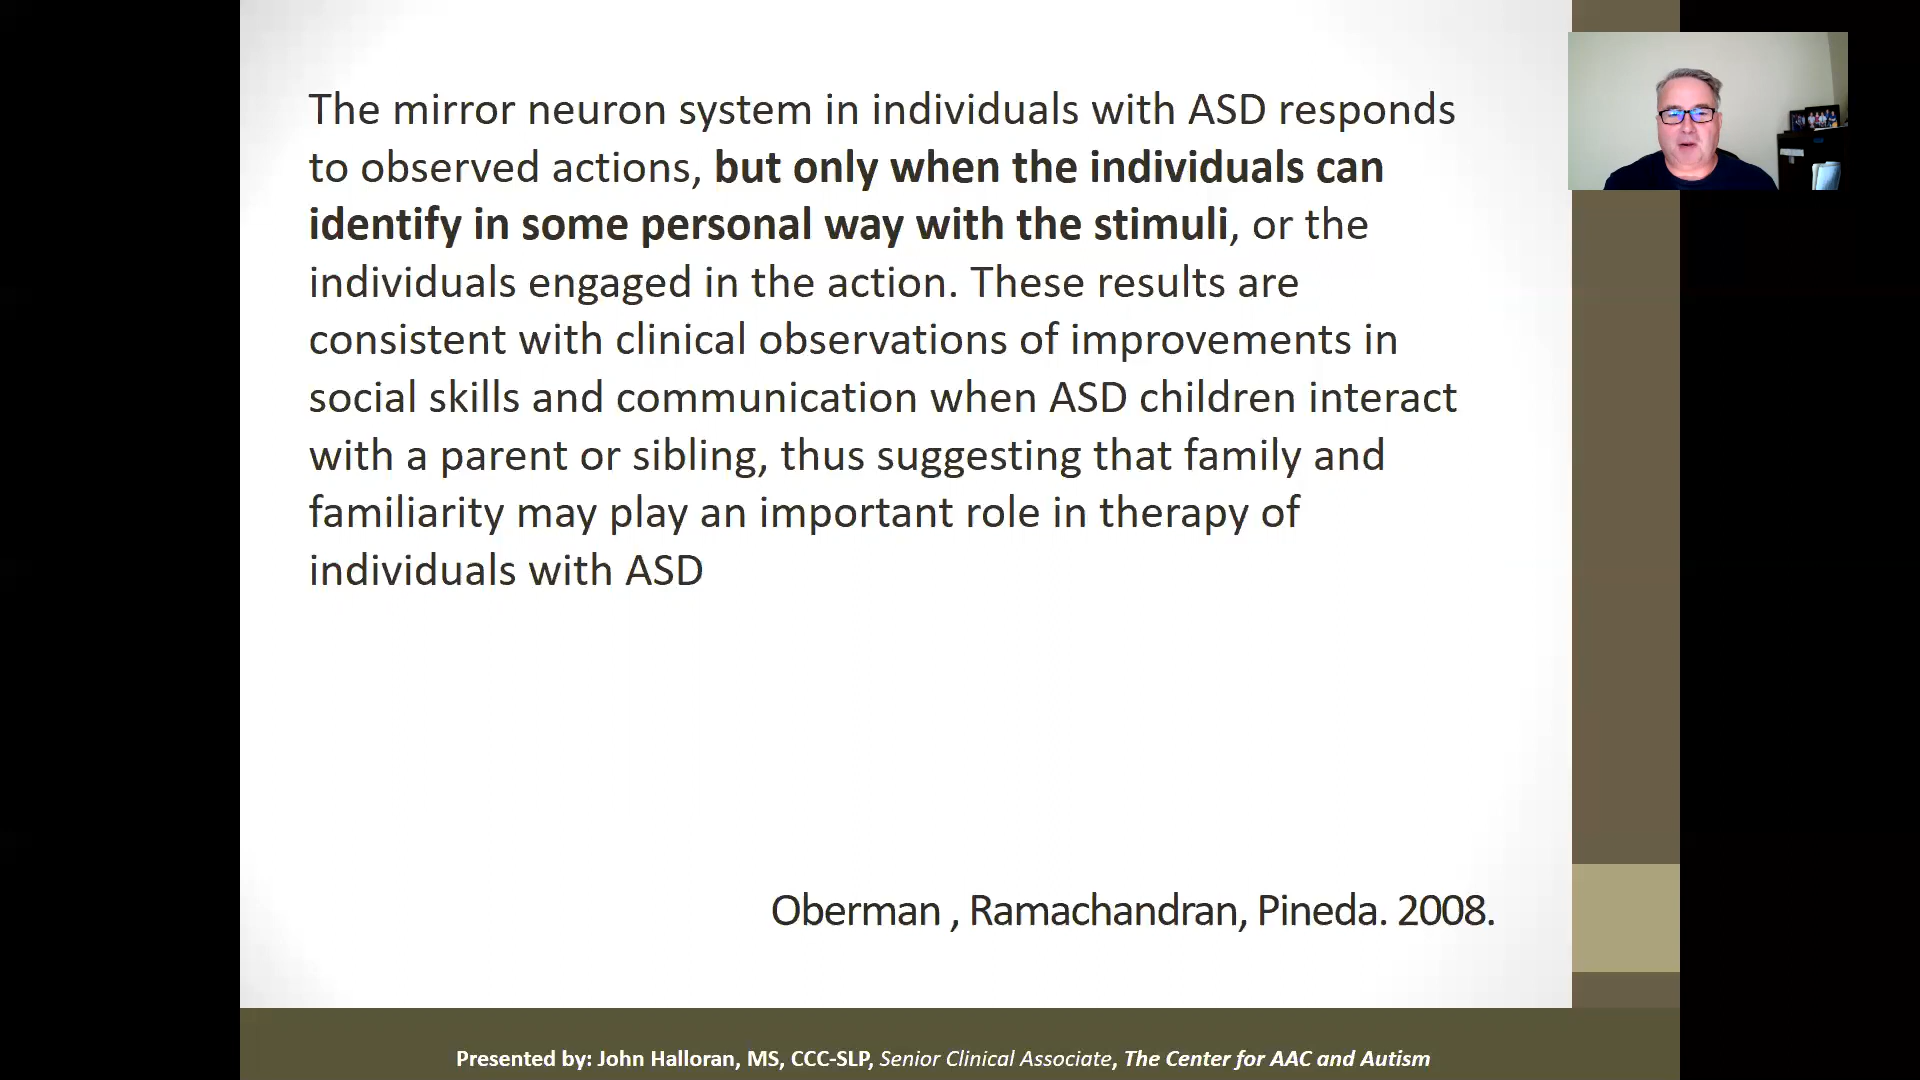 The mirror neuron system in individuals with ASD responds
to observed actions, but only when the individuals can
identify in some personal way with the stimuli, or the
individuals engaged in the action. These results are
consistent with clinical observations of improvements in
social skills and communication when ASD children interact
with a parent or sibling, thus suggesting that family and
familiarity may play an important role in therapy of
individuals with ASD
Oberman , Ramachandran, Pineda. 2008.
Presented by: John Halloran, MS, CCC-SLP, Senior Clinical Associate, The Center for AAC and Autism